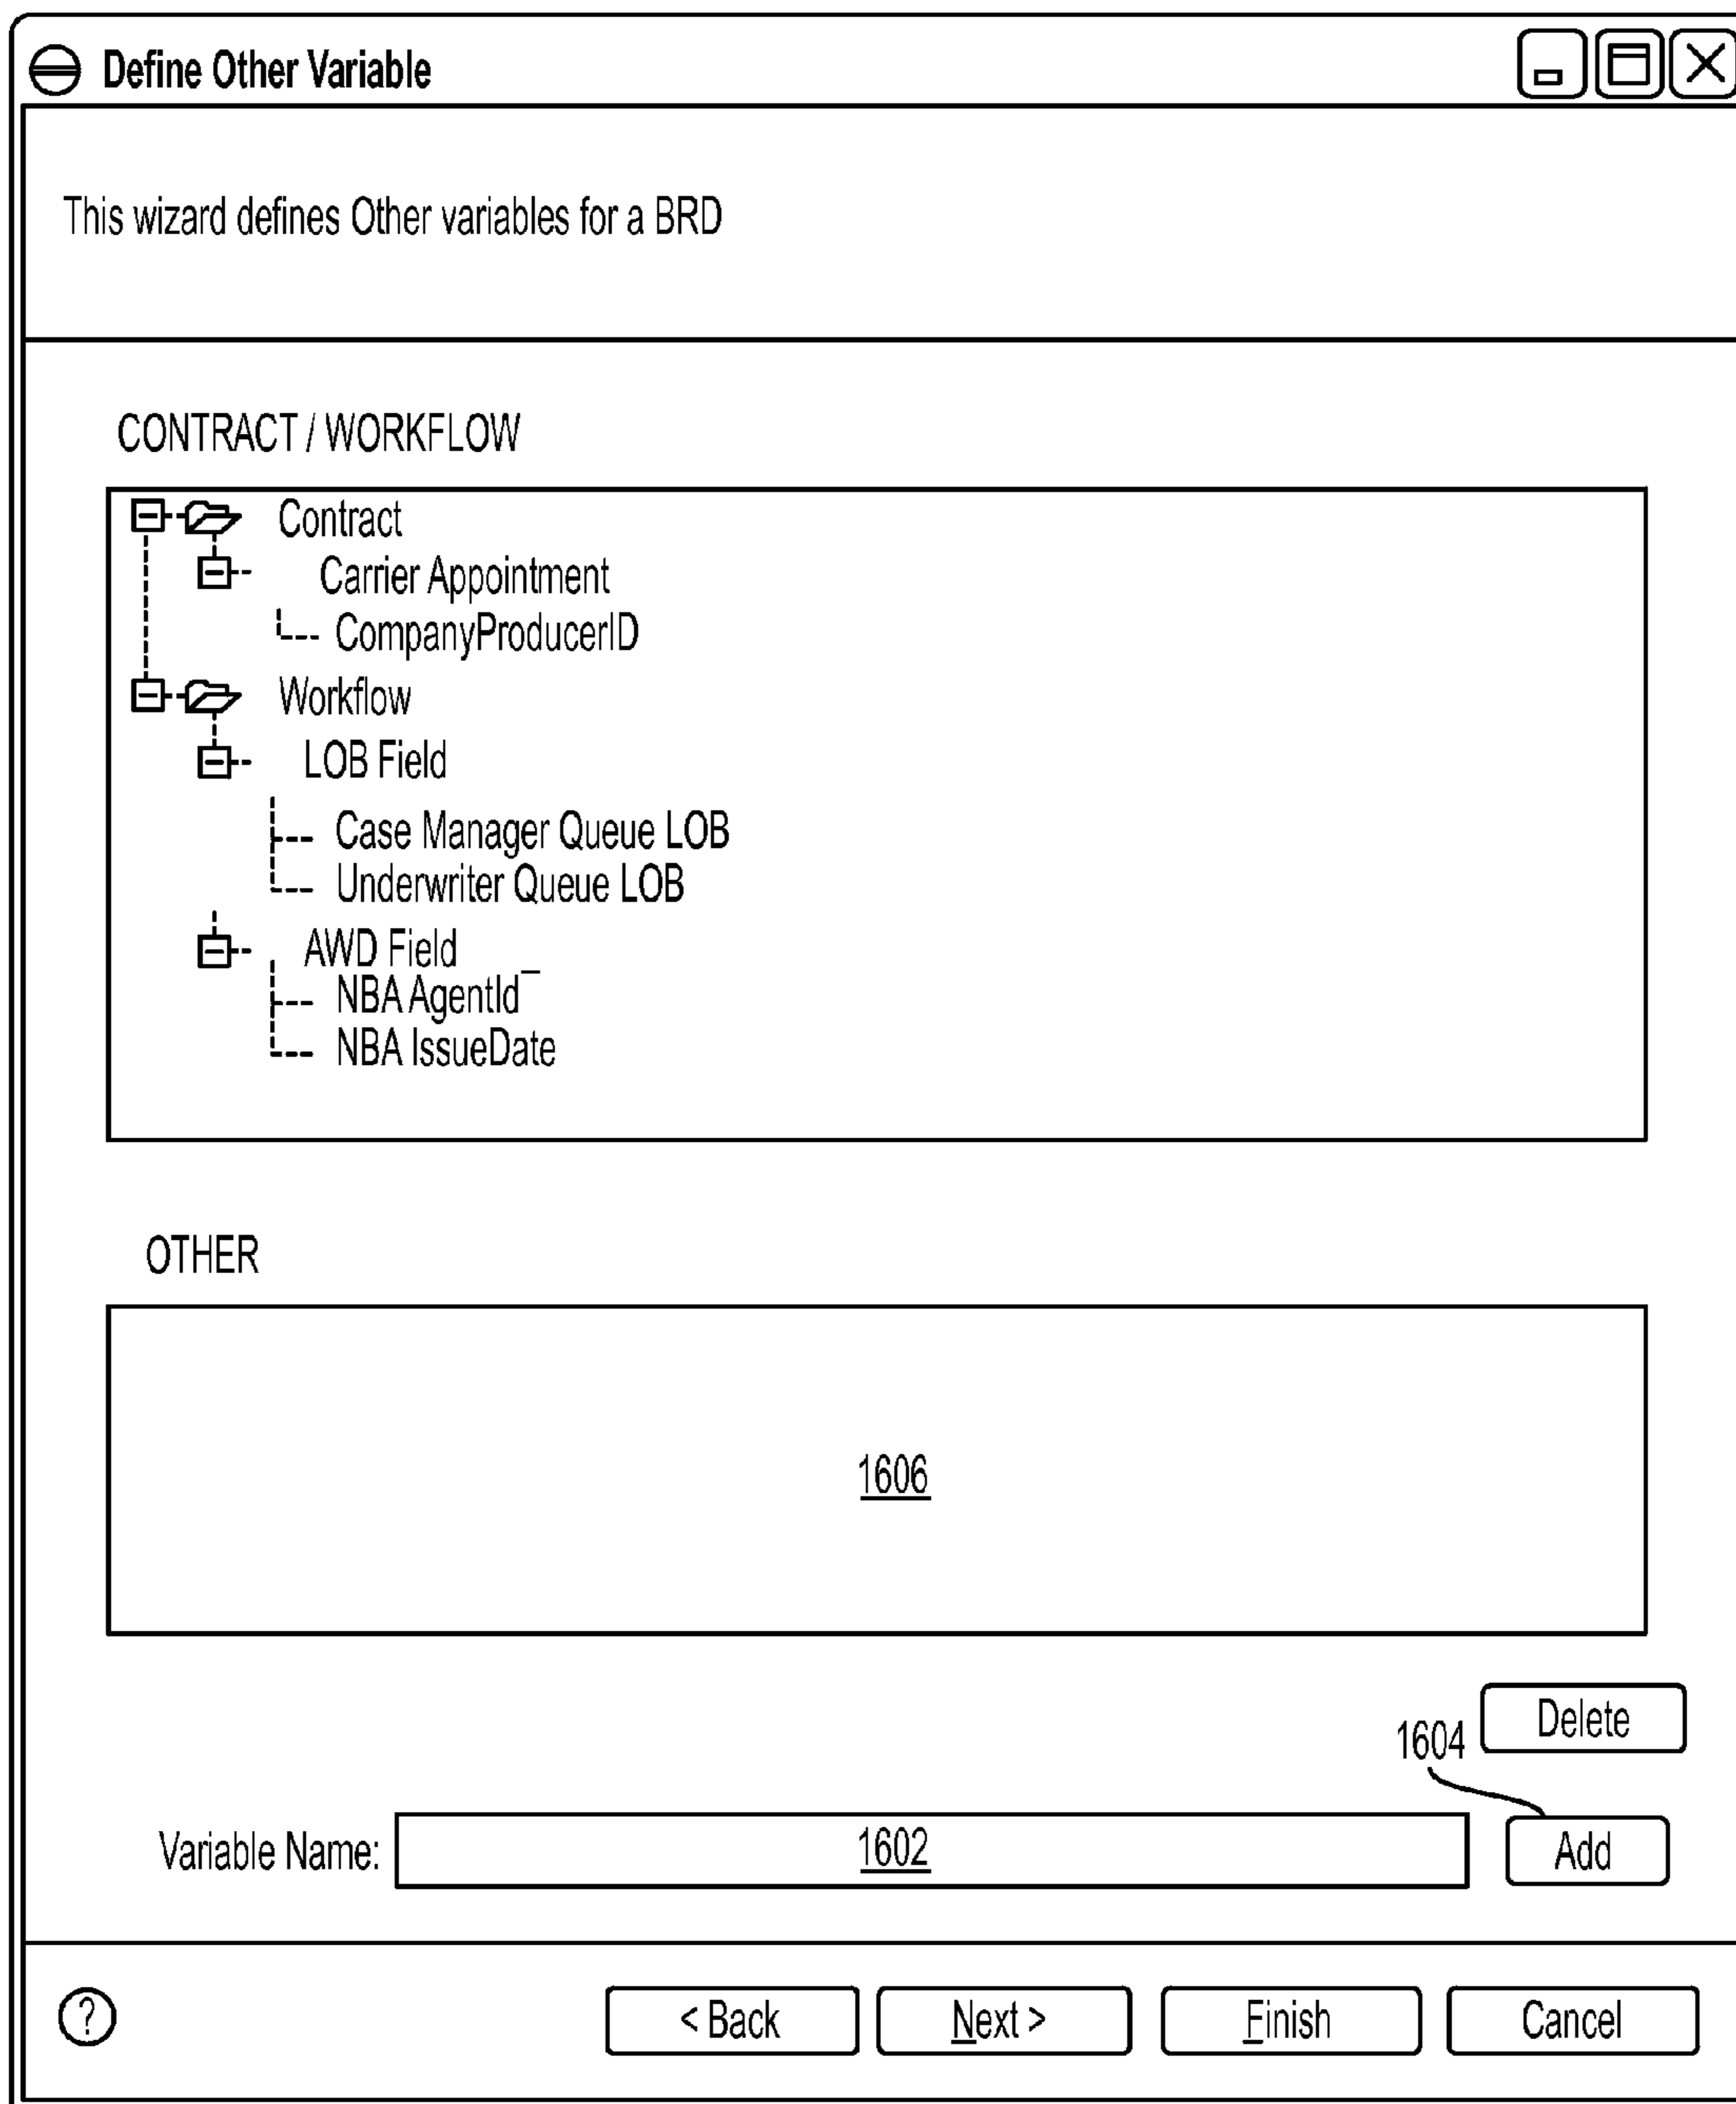 Define Other Variable
This wizard defines Other variables for a BRD
CONTRACT / WORKFLOW
Contract
Carrier Appointment
CompanyProducerID
Workflow
LOB Field
Case Manager Queue LOB
Underwriter Queue LOB
AWD Field
NBA AgentId
NBA IssueDate
OTHER
1606
Delete
1604
Variable Name: 1602 Add
? < Back Next > Finish Cancel